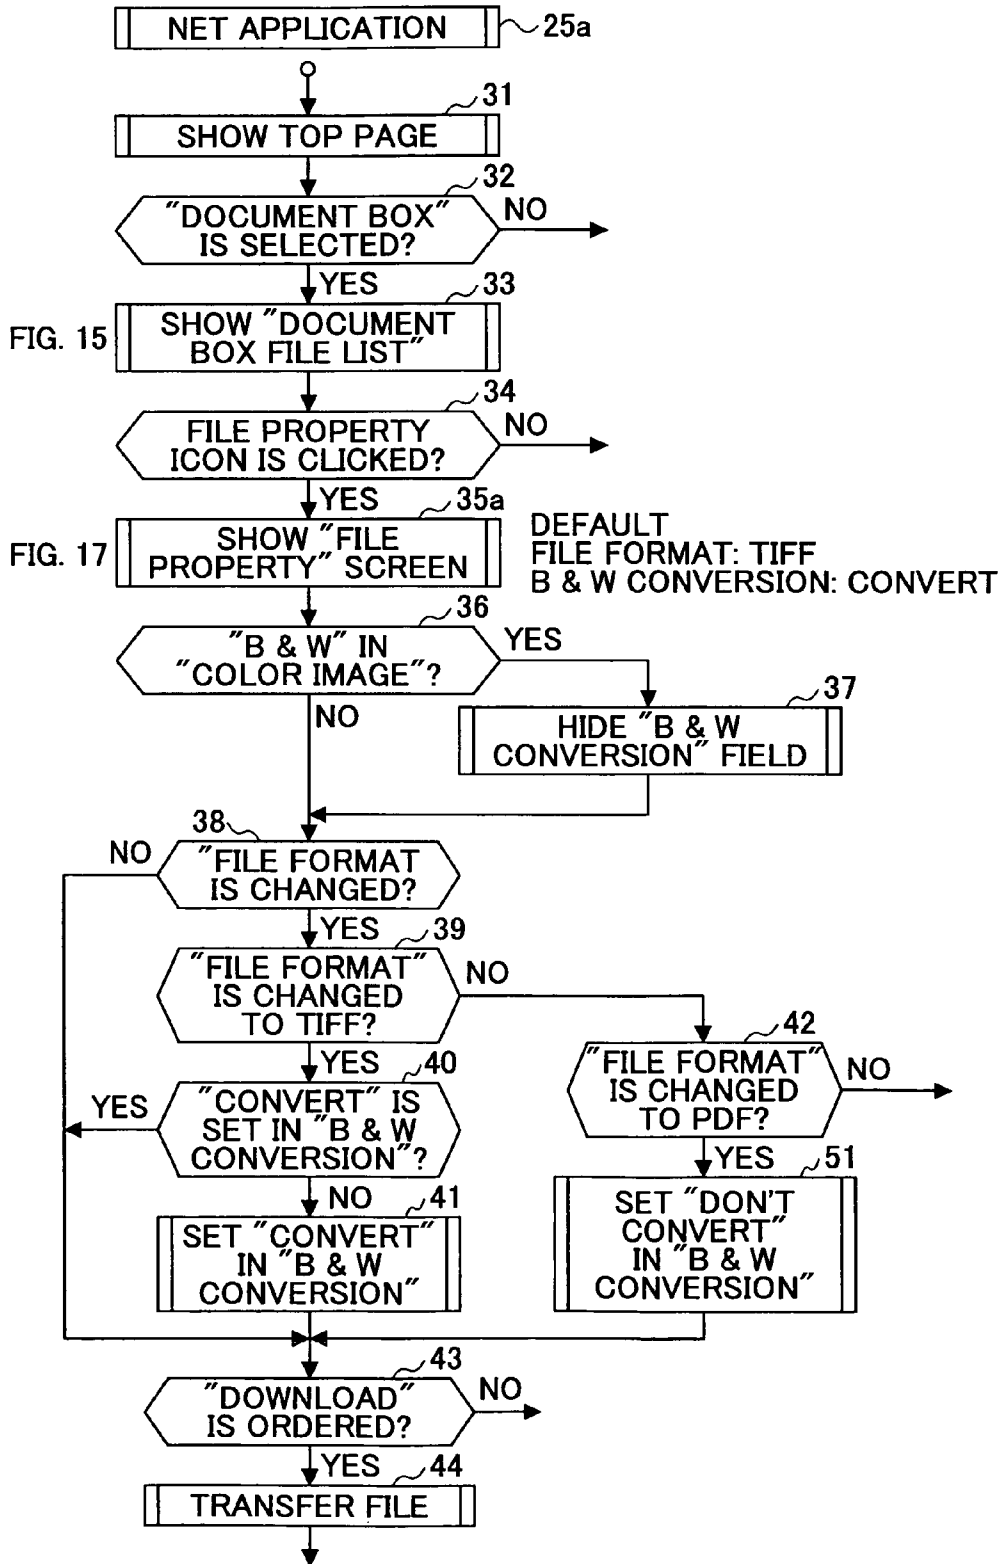 NET APPLICATION
25a
31
SHOW TOP PAGE
32
"DOCUMENT BOX"
IS SELECTED?
NO
YES
33
FIG. 15
SHOW "DOCUMENT
BOX FILE LIST"
34
FILE PROPERTY
ICON IS CLICKED?
NO
YES
35a
FIG. 17
SHOW "FILE
PROPERTY" SCREEN
DEFAULT
FILE FORMAT: TIFF
B & W CONVERSION: CONVERT
36
"B & W" IN
"COLOR IMAGE"?
YES
NO
37
HIDE "B & W
CONVERSION" FIELD
38
NO
"FILE FORMAT
IS CHANGED?
YES
39
"FILE FORMAT"
IS CHANGED
TO TIFF?
NO
YES
40
42
"FILE FORMAT"
IS CHANGED
TO PDF?
NO
YES
"CONVERT" IS
SET IN "B & W
CONVERSION"?
YES
NO
41
SET "CONVERT"
IN "B & W
CONVERSION"
51
SET "DON'T
CONVERT"
IN "B & W
CONVERSION"
43
"DOWNLOAD"
IS ORDERED?
NO
YES
44
TRANSFER FILE